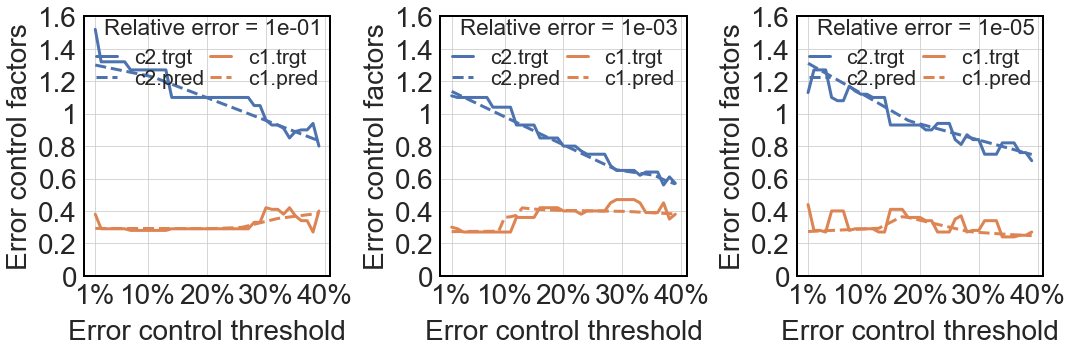 Error control factors
1.6
1.4
1.2
1
0.8
0.6
0.4
0.2
0
Relative error = 1e-01
c2.trgt c1.trgt
c2.pred c1.pred
1% 10% 20% 30% 40%
Error control threshold
Error control factors
1.6
1.4
1.2
1
0.8
0.6
0.4
0.2
0
Relative error = 1e-03
c2.trgt c1.trgt
c2.pred c1.pred
1% 10% 20% 30% 40%
Error control threshold
Error control factors
1.6
1.4
1.2
1
0.8
0.6
0.4
0.2
0
Relative error = 1e-05
c2.trgt c1.trgt
c2.pred c1.pred
1% 10% 20% 30% 40%
Error control threshold